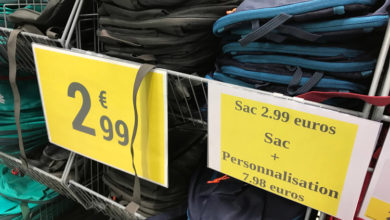 2€99
Sac 2.99 euros
Sac
+
Personnalisation
7.98 euros